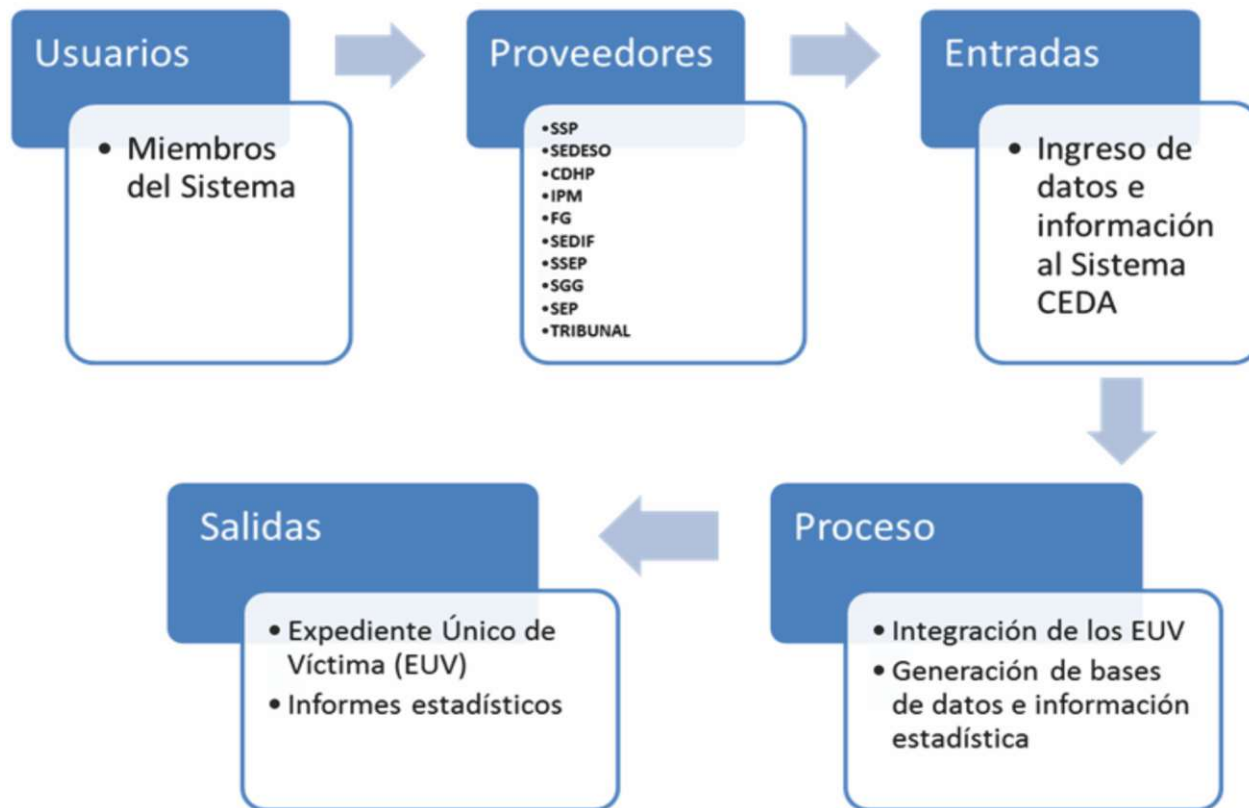 Usuarios
• Miembros
del Sistema
Proveedores
•SSP
•SEDESO
•CDHP
•IPM
•FG
•SEDIF
•SSEP
•SGG
•SEP
•TRIBUNAL
Entradas
• Ingreso de
datos e
información
al Sistema
CEDA
Proceso
• Integración de los EUV
• Generación de bases
de datos e información
estadística
Salidas
• Expediente Único de
Víctima (EUV)
• Informes estadísticos